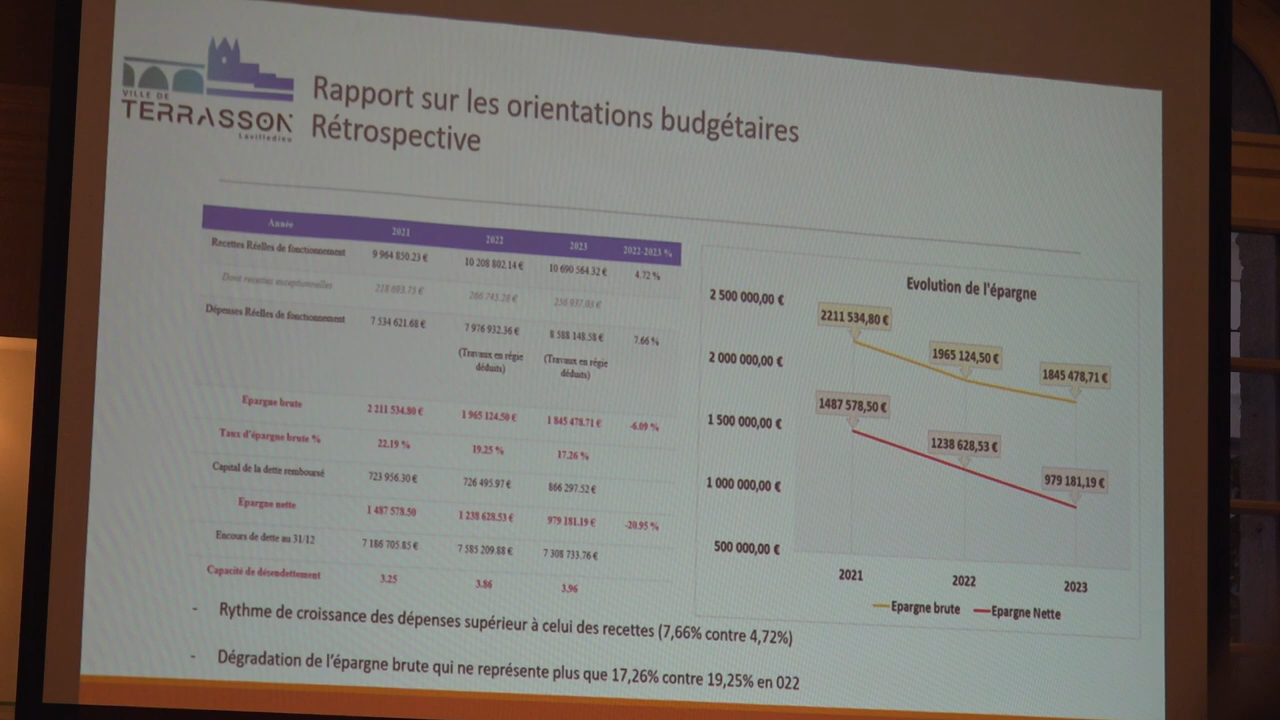 VILLE DE
TERRASSON
Lavilledieu
Rapport sur les orientations budgétaires
Rétrospective
Année 2021 2022 2023 2022-2023 %
Recettes Réelles de fonctionnement 9 964 850.23 € 10 208 802.14 € 10 690 564.32 € 4.72 %
Dont recettes exceptionnelles
Dépenses Réelles de fonctionnement 7 534 621.68 € 7 976 932.36 € 8 588 148.58 € 7.66 %
(Travaux en régie (Travaux en régie
déduits) déduits)
Epargne brute 2 211 534.80 € 1 965 124.50 € 1 845 478.71 € -6.09 %
Taux d'épargne brute % 22.19 % 19.25 % 17.26 %
Capital de la dette remboursé 723 956.30 € 726 495.97 € 866 297.52 €
Epargne nette 1 487 578.50 1 238 628.53 € 979 181.19 € -20.95 %
Encours de dette au 31/12 7 186 705.85 € 7 585 209.88 € 7 308 733.76 €
Capacité de désendettement 3.25 3.86 3.96
Evolution de l'épargne
2 500 000,00 €
2 000 000,00 €
1 500 000,00 €
1 000 000,00 €
500 000,00 €
2211 534,80 €
1965 124,50 €
1845 478,71 €
1487 578,50 €
1238 628,53 €
979 181,19 €
2021 2022 2023
Epargne brute Epargne Nette
- Rythme de croissance des dépenses supérieur à celui des recettes (7,66% contre 4,72%)
- Dégradation de l'épargne brute qui ne représente plus que 17,26% contre 19,25% en 022